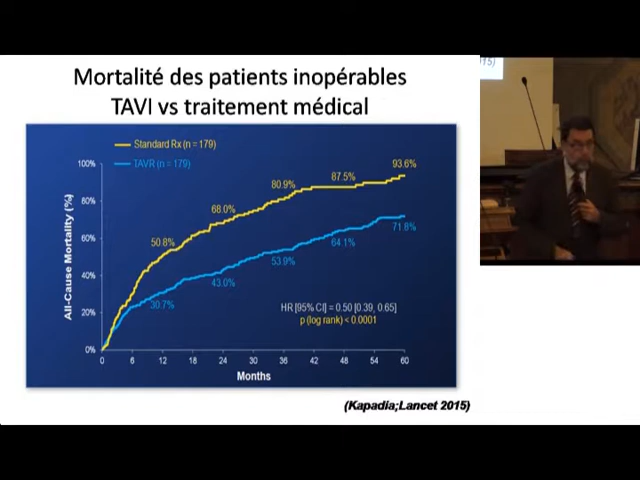 Mortalité des patients inopérables
TAVI vs traitement médical
Standard Rx (n = 179)
TAVR (n = 179)
All-Cause Mortality (%)
100%
80%
60%
40%
20%
0%
50.8%
68.0%
80.9%
87.5%
93.6%
30.7%
43.0%
53.9%
64.1%
71.8%
HR [95% CI] = 0.50 [0.39, 0.65]
p (log rank) < 0.0001
0 6 12 18 24 30 36 42 48 54 60
Months
(Kapadia;Lancet 2015)
15)